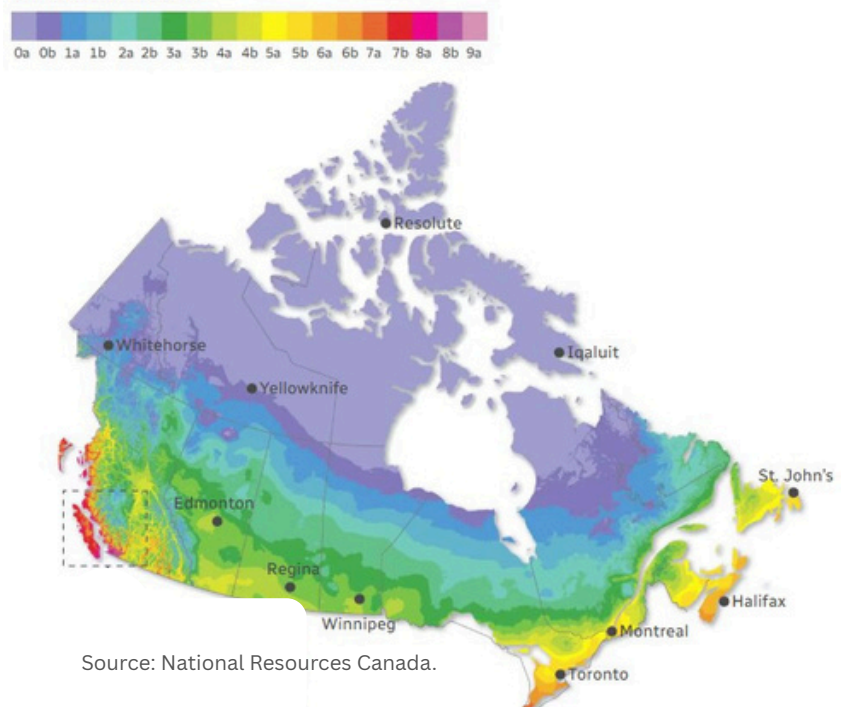 0a 0b 1a 1b 2a 2b 3a 3b 4a 4b 5a 5b 6a 6b 7a 7b 8a 8b 9a
Resolute
Whitehorse
Iqaluit
Yellowknife
St. John's
Edmonton
Regina
Halifax
Winnipeg
Montreal
Source: National Resources Canada.
Toronto